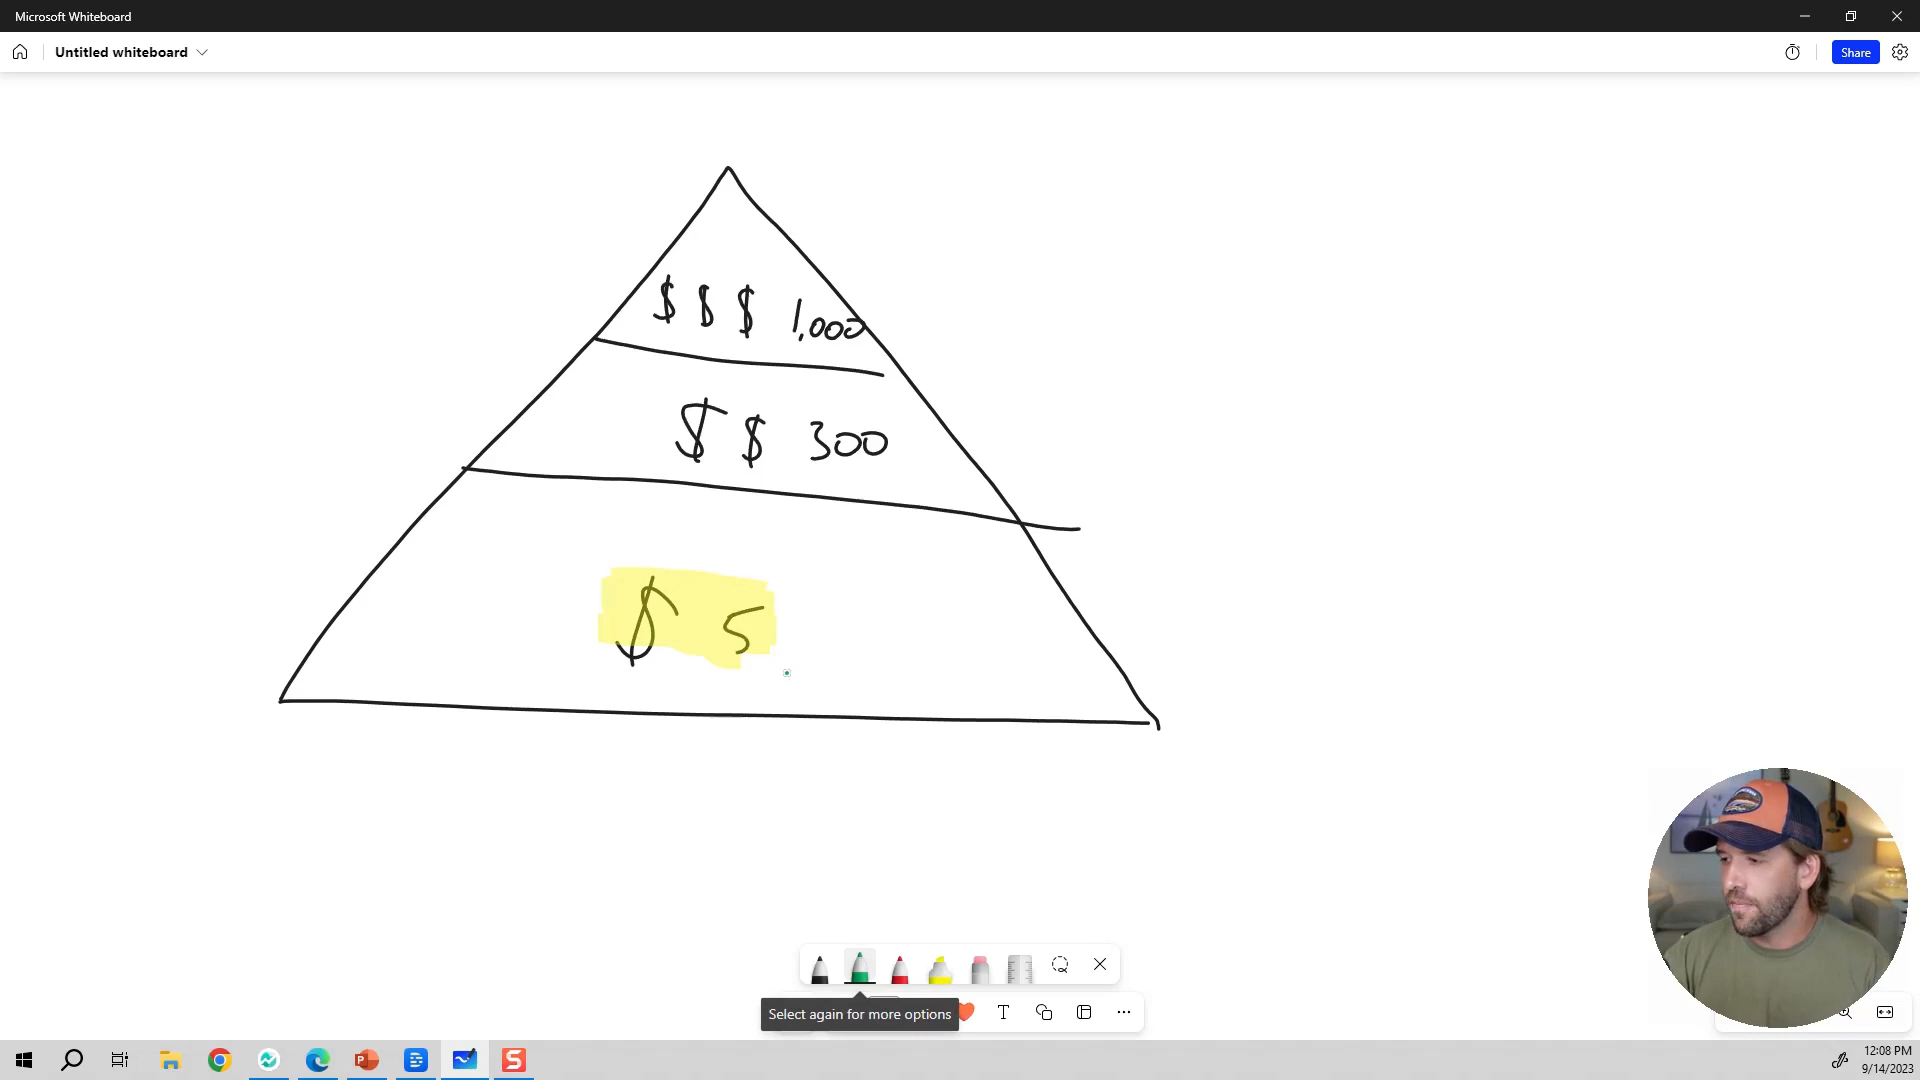 Microsoft Whiteboard
Untitled whiteboard
Share
$ $ $ 1,000
$ $ 300
$ 5
Select again for more options
T
12:08 PM
9/14/2023